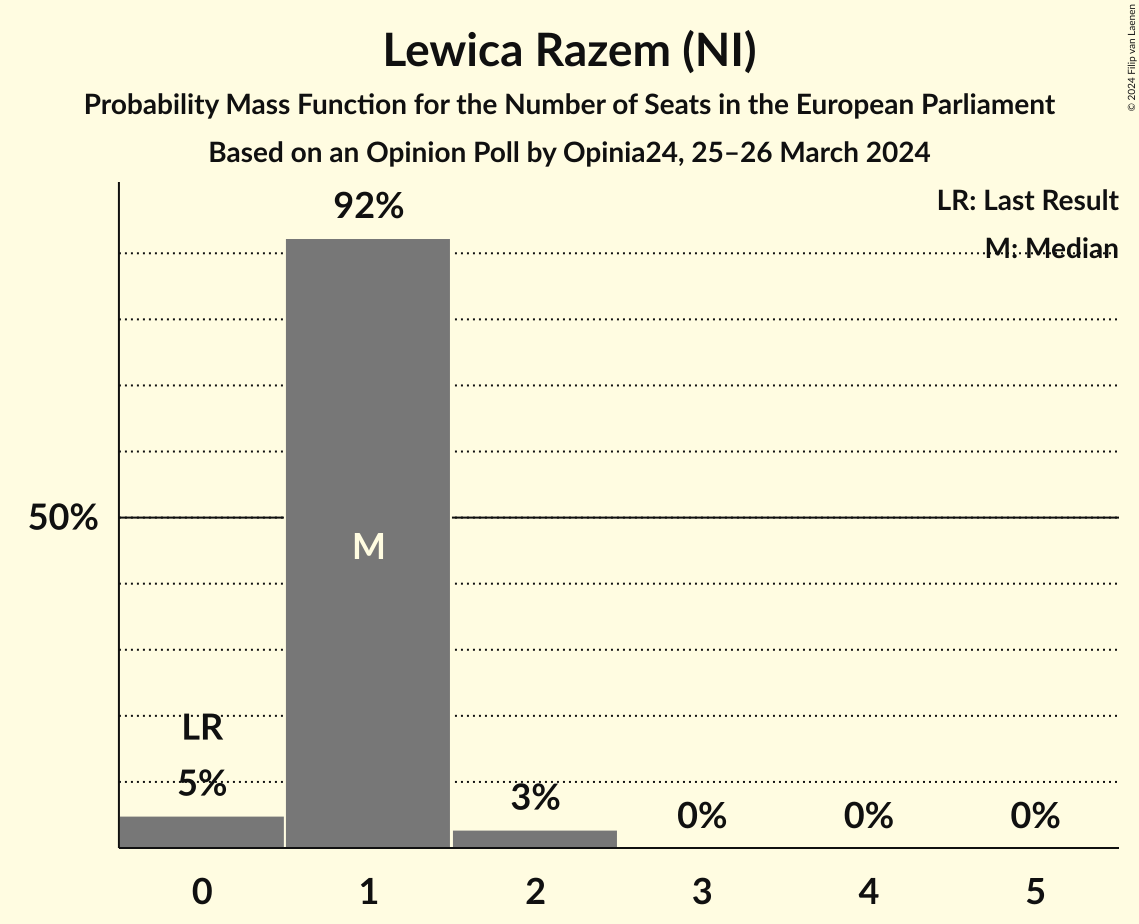 Lewica Razem (NI)
Probability Mass Function for the Number of Seats in the European Parliament
Based on an Opinion Poll by Opinia24, 25–26 March 2024
© 2024 Filip van Laenen
LR: Last Result
M: Median
92%
50%
M
LR
5%
3%
0%
0%
0%
0
1
2
3
4
5